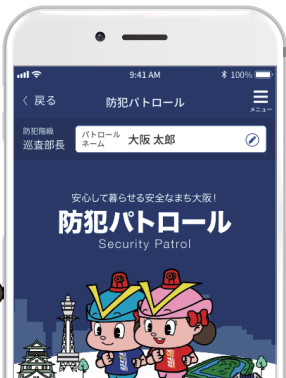 9:41 AM 100%
戻る 防犯パトロール メニュー
防犯階級 パトロール
巡査部長 ネーム 大阪 太郎
安心して暮らせる安全なまち大阪!
防犯パトロール
Security Patrol